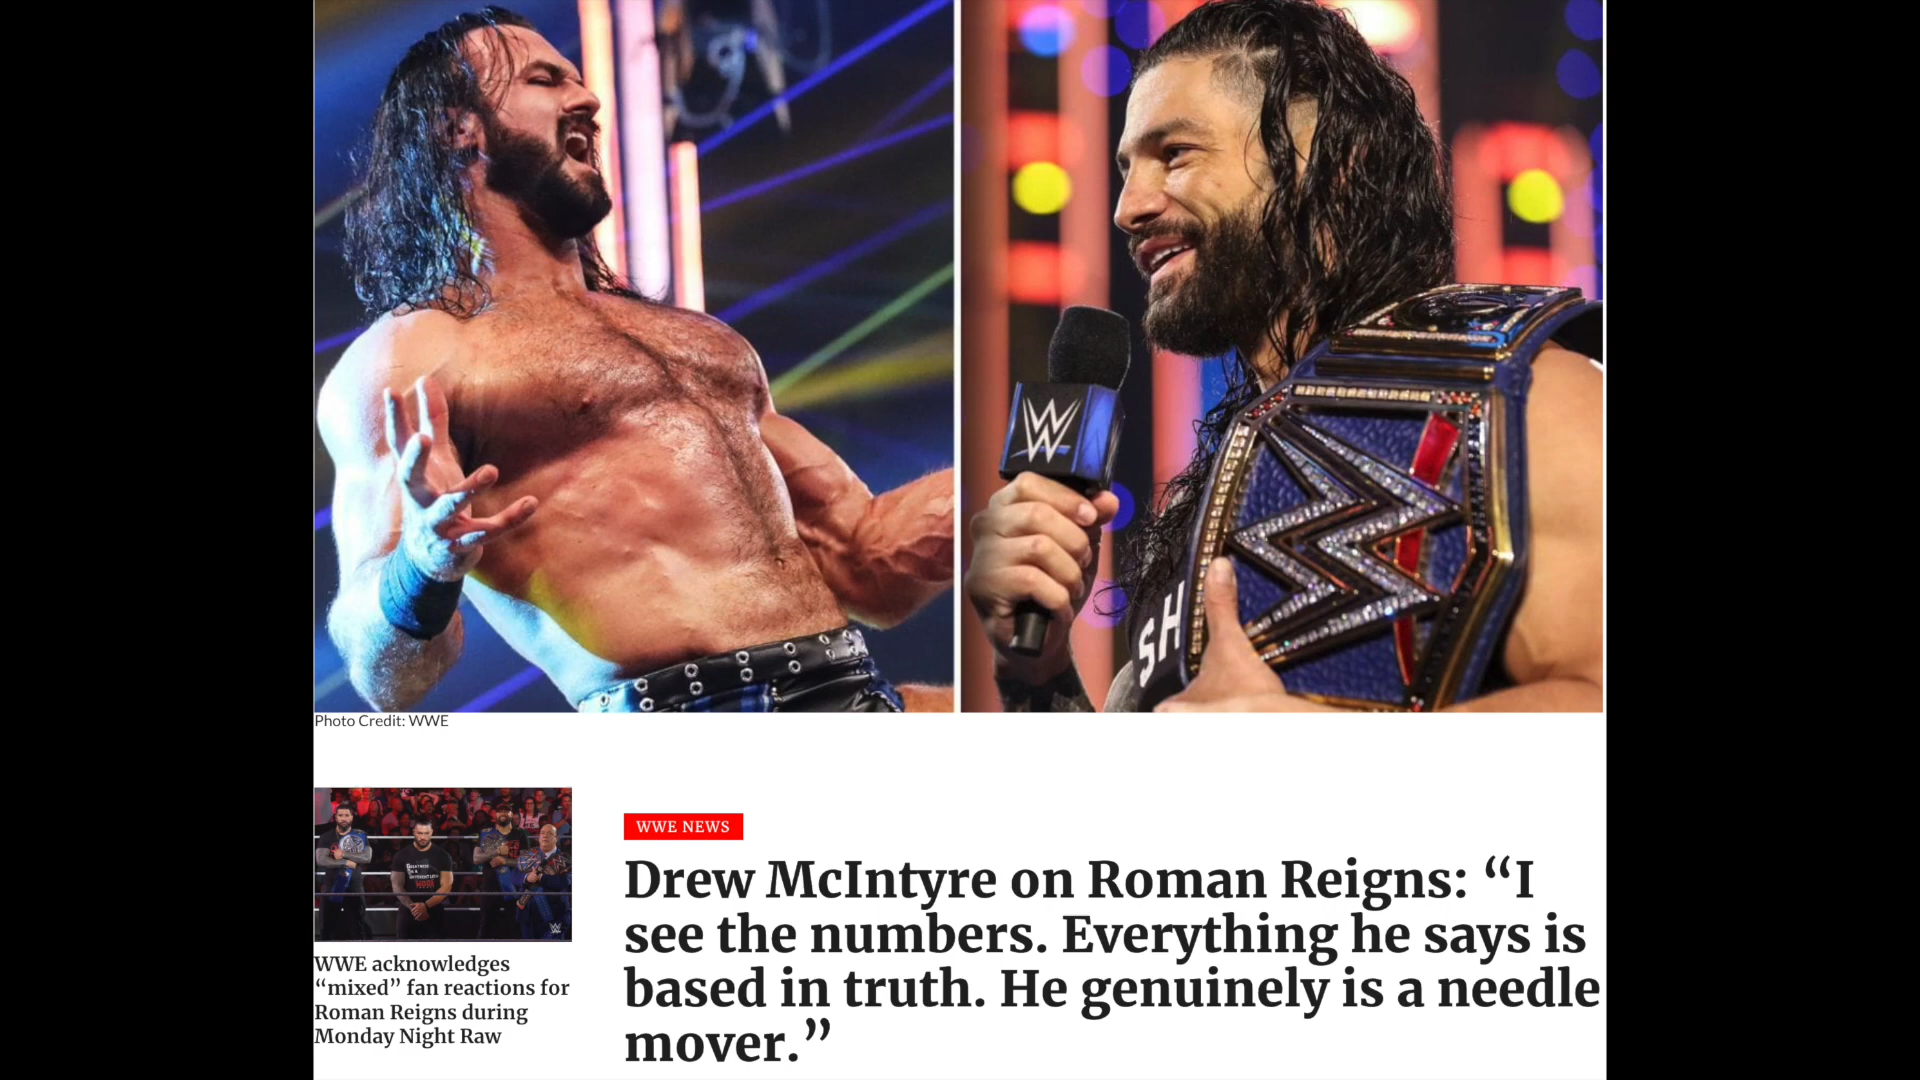 SH
Photo Credit: WWE
WWE NEWS
Drew McIntyre on Roman Reigns: “I
see the numbers. Everything he says is
based in truth. He genuinely is a needle
mover.”
WWE acknowledges
“mixed” fan reactions for
Roman Reigns during
Monday Night Raw